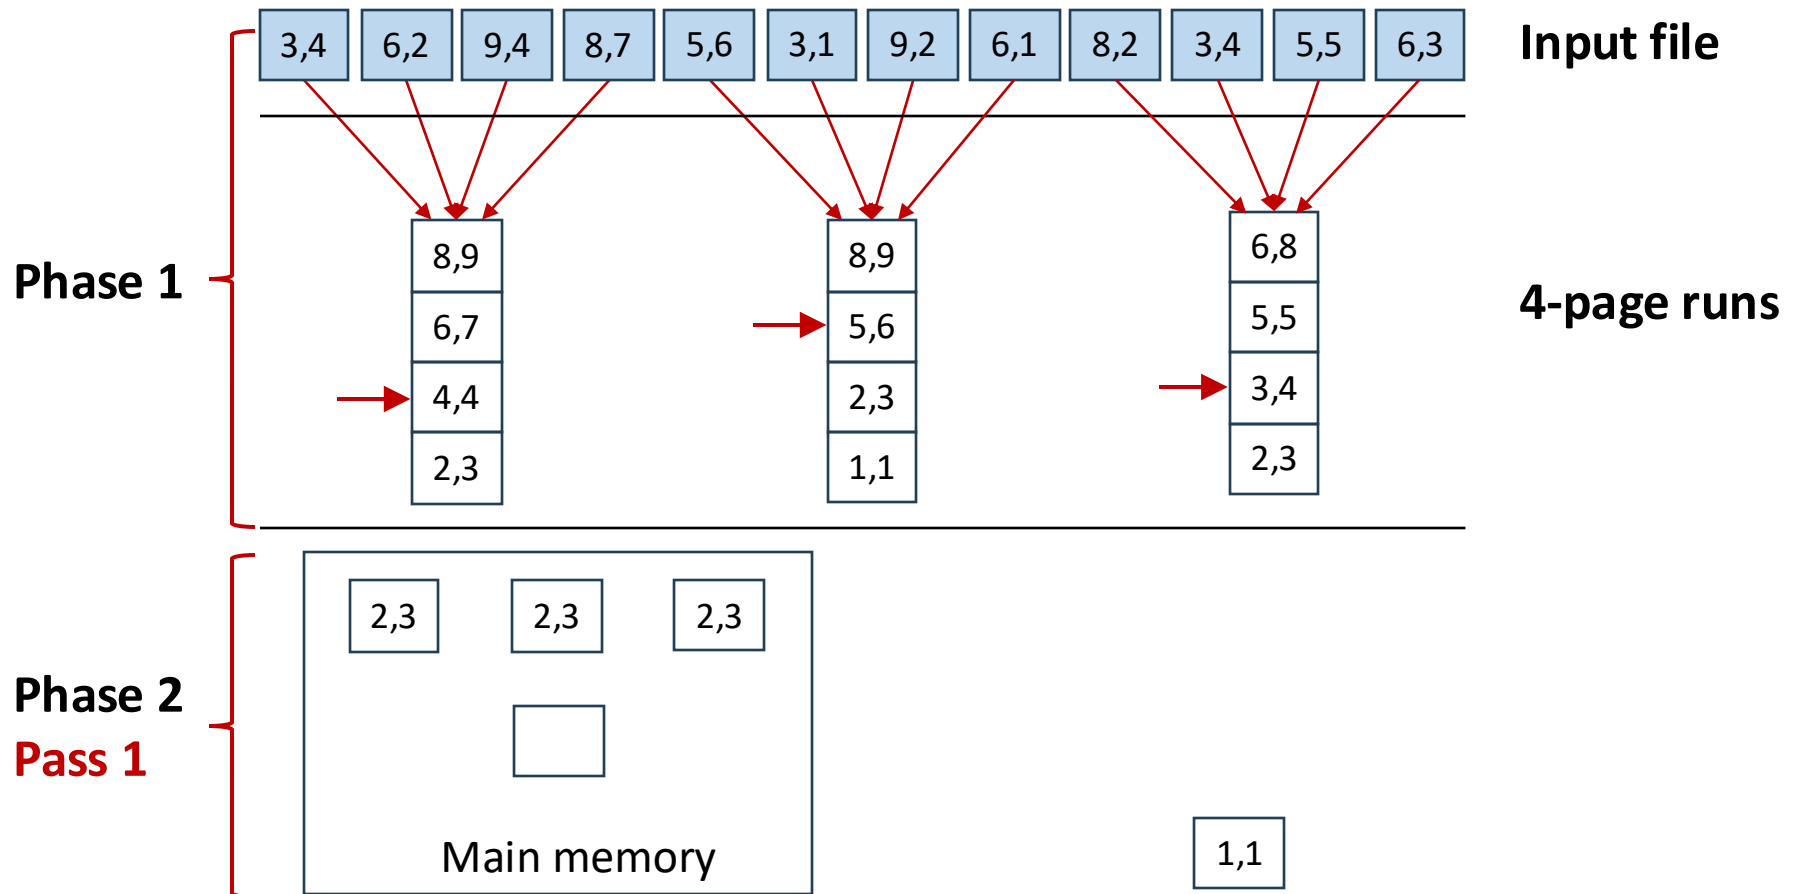 3,4 6,2 9,4 8,7 5,6 3,1 9,2 6,1 8,2 3,4 5,5 6,3 Input file
Phase 1
8,9
6,7
4,4
2,3
8,9
5,6
2,3
1,1
6,8
5,5
3,4
2,3
4-page runs
Phase 2
Pass 1
2,3 2,3 2,3
Main memory
1,1